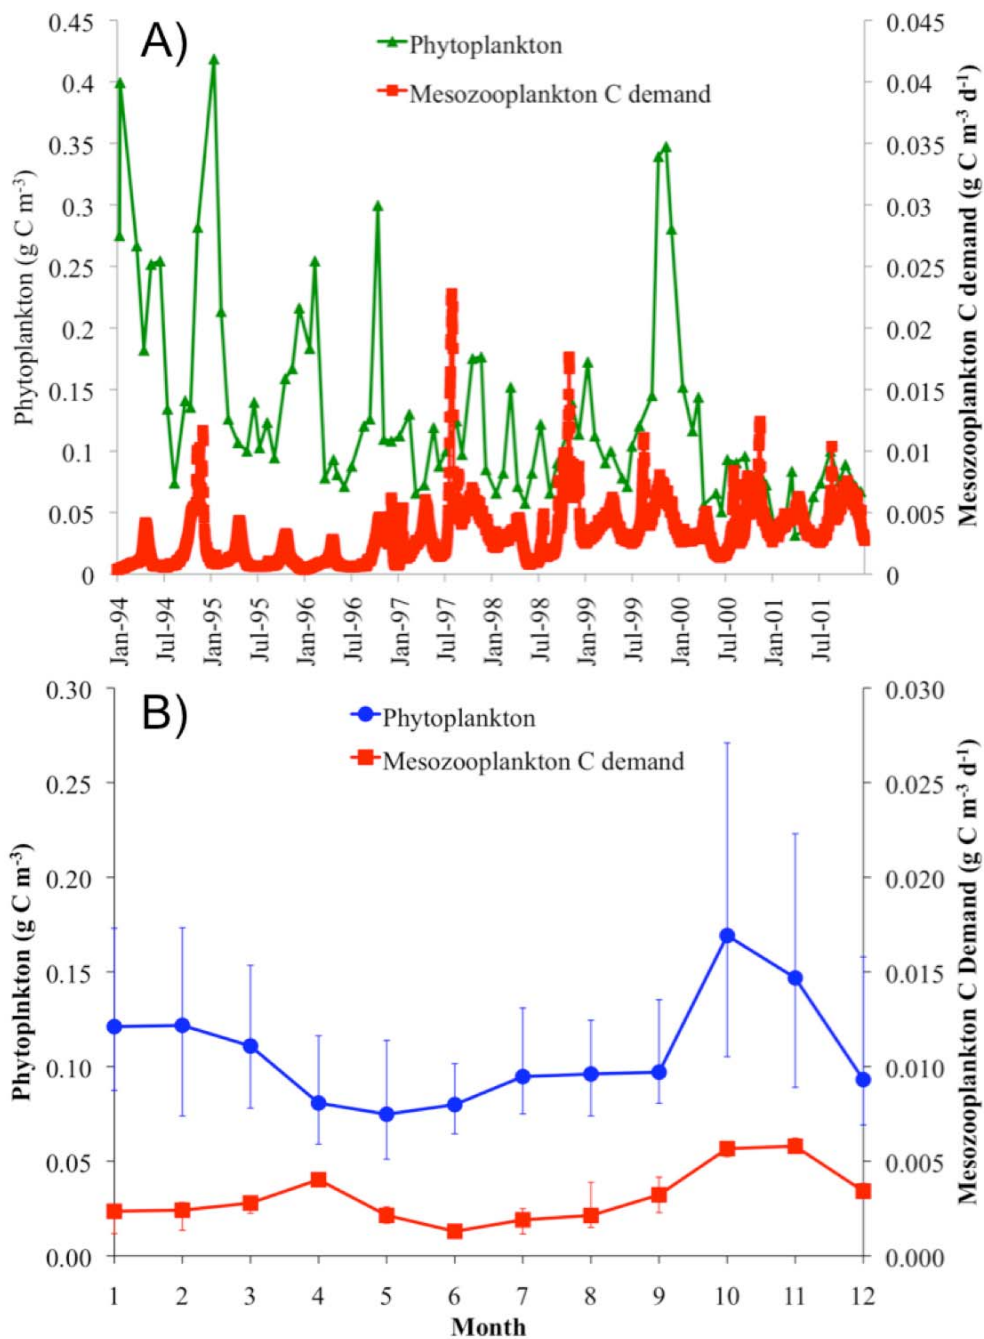 A)
Phytoplankton
Mesozooplankton C demand
Phytoplankton (g C m⁻³)
0.45
0.4
0.35
0.3
0.25
0.2
0.15
0.1
0.05
0
Mesozooplankton C demand (g C m⁻³ d⁻¹)
0.045
0.04
0.035
0.03
0.025
0.02
0.015
0.01
0.005
0
Jan-94
Jul-94
Jan-95
Jul-95
Jan-96
Jul-96
Jan-97
Jul-97
Jan-98
Jul-98
Jan-99
Jul-99
Jan-00
Jul-00
Jan-01
Jul-01
B)
Phytoplankton
Mesozooplankton C demand
Phytoplnkton (g C m⁻³)
0.30
0.25
0.20
0.15
0.10
0.05
0.00
Mesozooplankton C Demand (g C m⁻³ d⁻¹)
0.030
0.025
0.020
0.015
0.010
0.005
0.000
1 2 3 4 5 6 7 8 9 10 11 12
Month